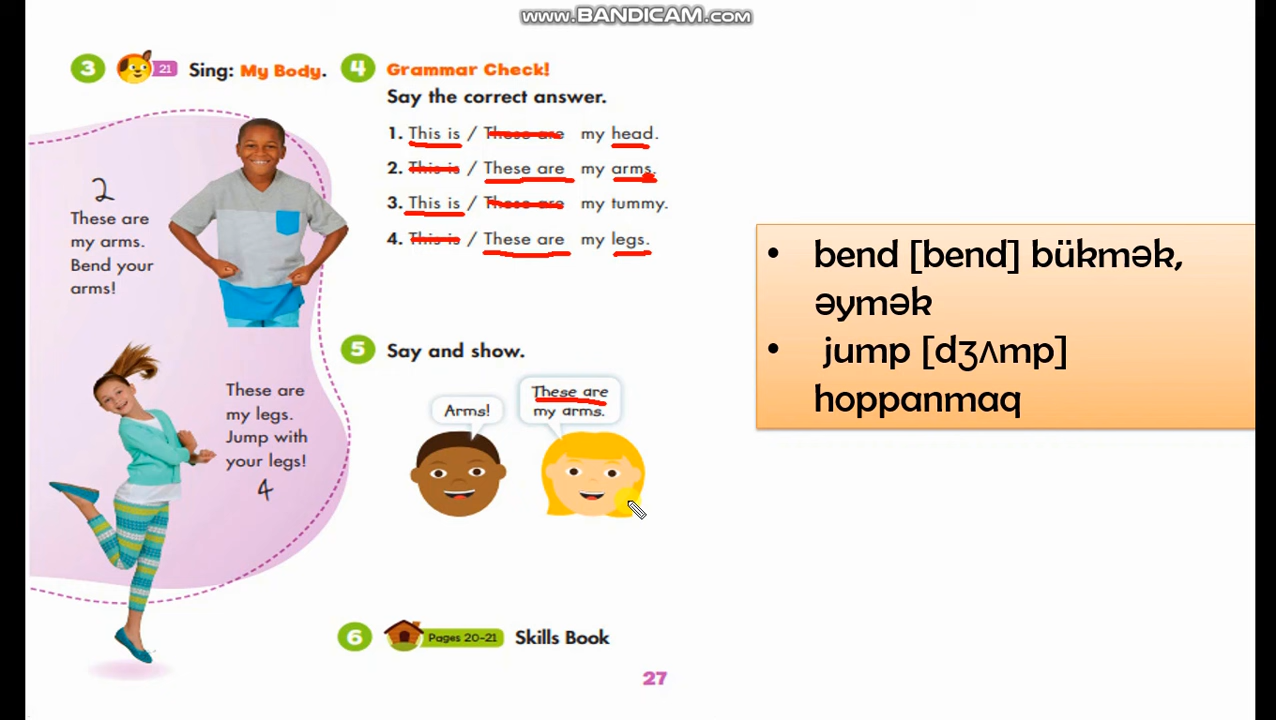 www.BANDICAM.com
3 21 Sing: My Body.
2
These are
my arms.
Bend your
arms!
These are
my legs.
Jump with
your legs!
4
4 Grammar Check!
Say the correct answer.
1. This is / These are my head.
2. This is / These are my arms.
3. This is / These are my tummy.
4. This is / These are my legs.
5 Say and show.
Arms!
These are
my arms.
6 Pages 20-21 Skills Book
27
• bend [bend] bükmək,
əymək
• jump [dʒʌmp]
hoppanmaq